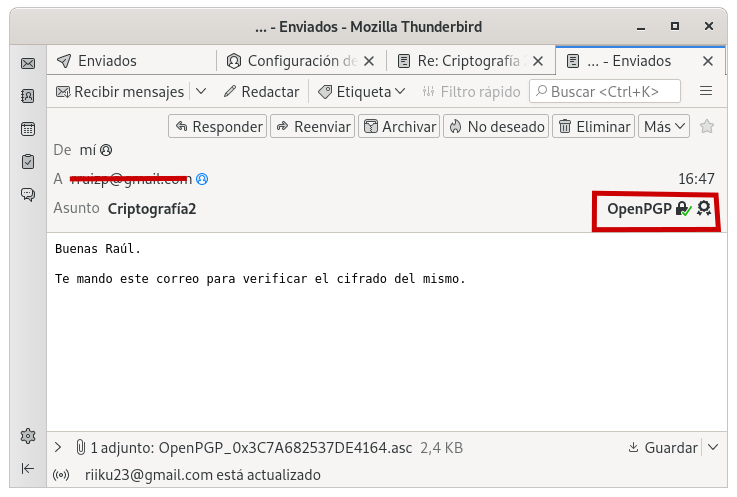 ... - Enviados - Mozilla Thunderbird
Enviados
Configuración de
Re: Criptografía 2
... - Enviados
Recibir mensajes
Redactar
Etiqueta
Filtro rápido
Buscar <Ctrl+K>
Responder
Reenviar
Archivar
No deseado
Eliminar
Más
De mí
A rruizp@gmail.com
16:47
Asunto Criptografía2
OpenPGP
Buenas Raúl.
Te mando este correo para verificar el cifrado del mismo.
1 adjunto: OpenPGP_0x3C7A682537DE4164.asc 2,4 KB
Guardar
riiku23@gmail.com está actualizado